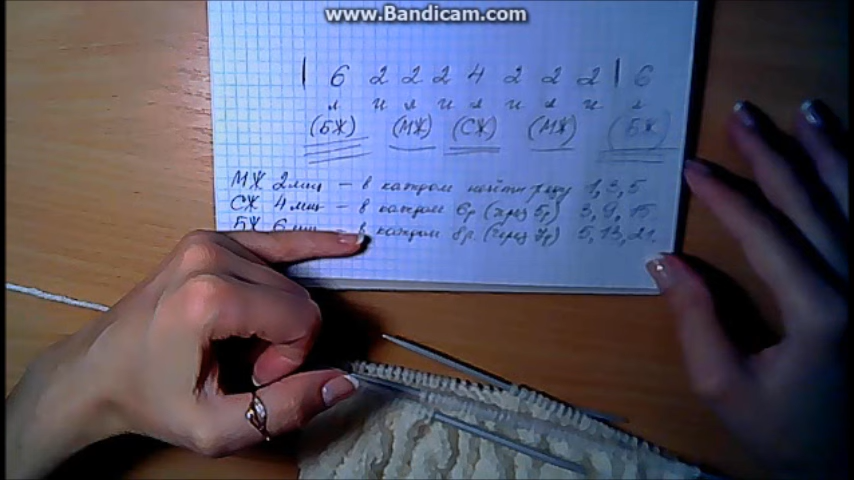 www.Bandicam.com
| 6 2 2 2 4 2 2 2 | 6
л и л и л и л и л
(БЖ) (МЖ) (СЖ) (МЖ) (БЖ)
МЖ 2 лиц – в каждом ряду 1, 3, 5
СЖ 4 лиц – в каждом 6р (через 5р) 3, 9, 15
БЖ 6 лиц – в каждом 8р. (через 7р) 5, 13, 21.